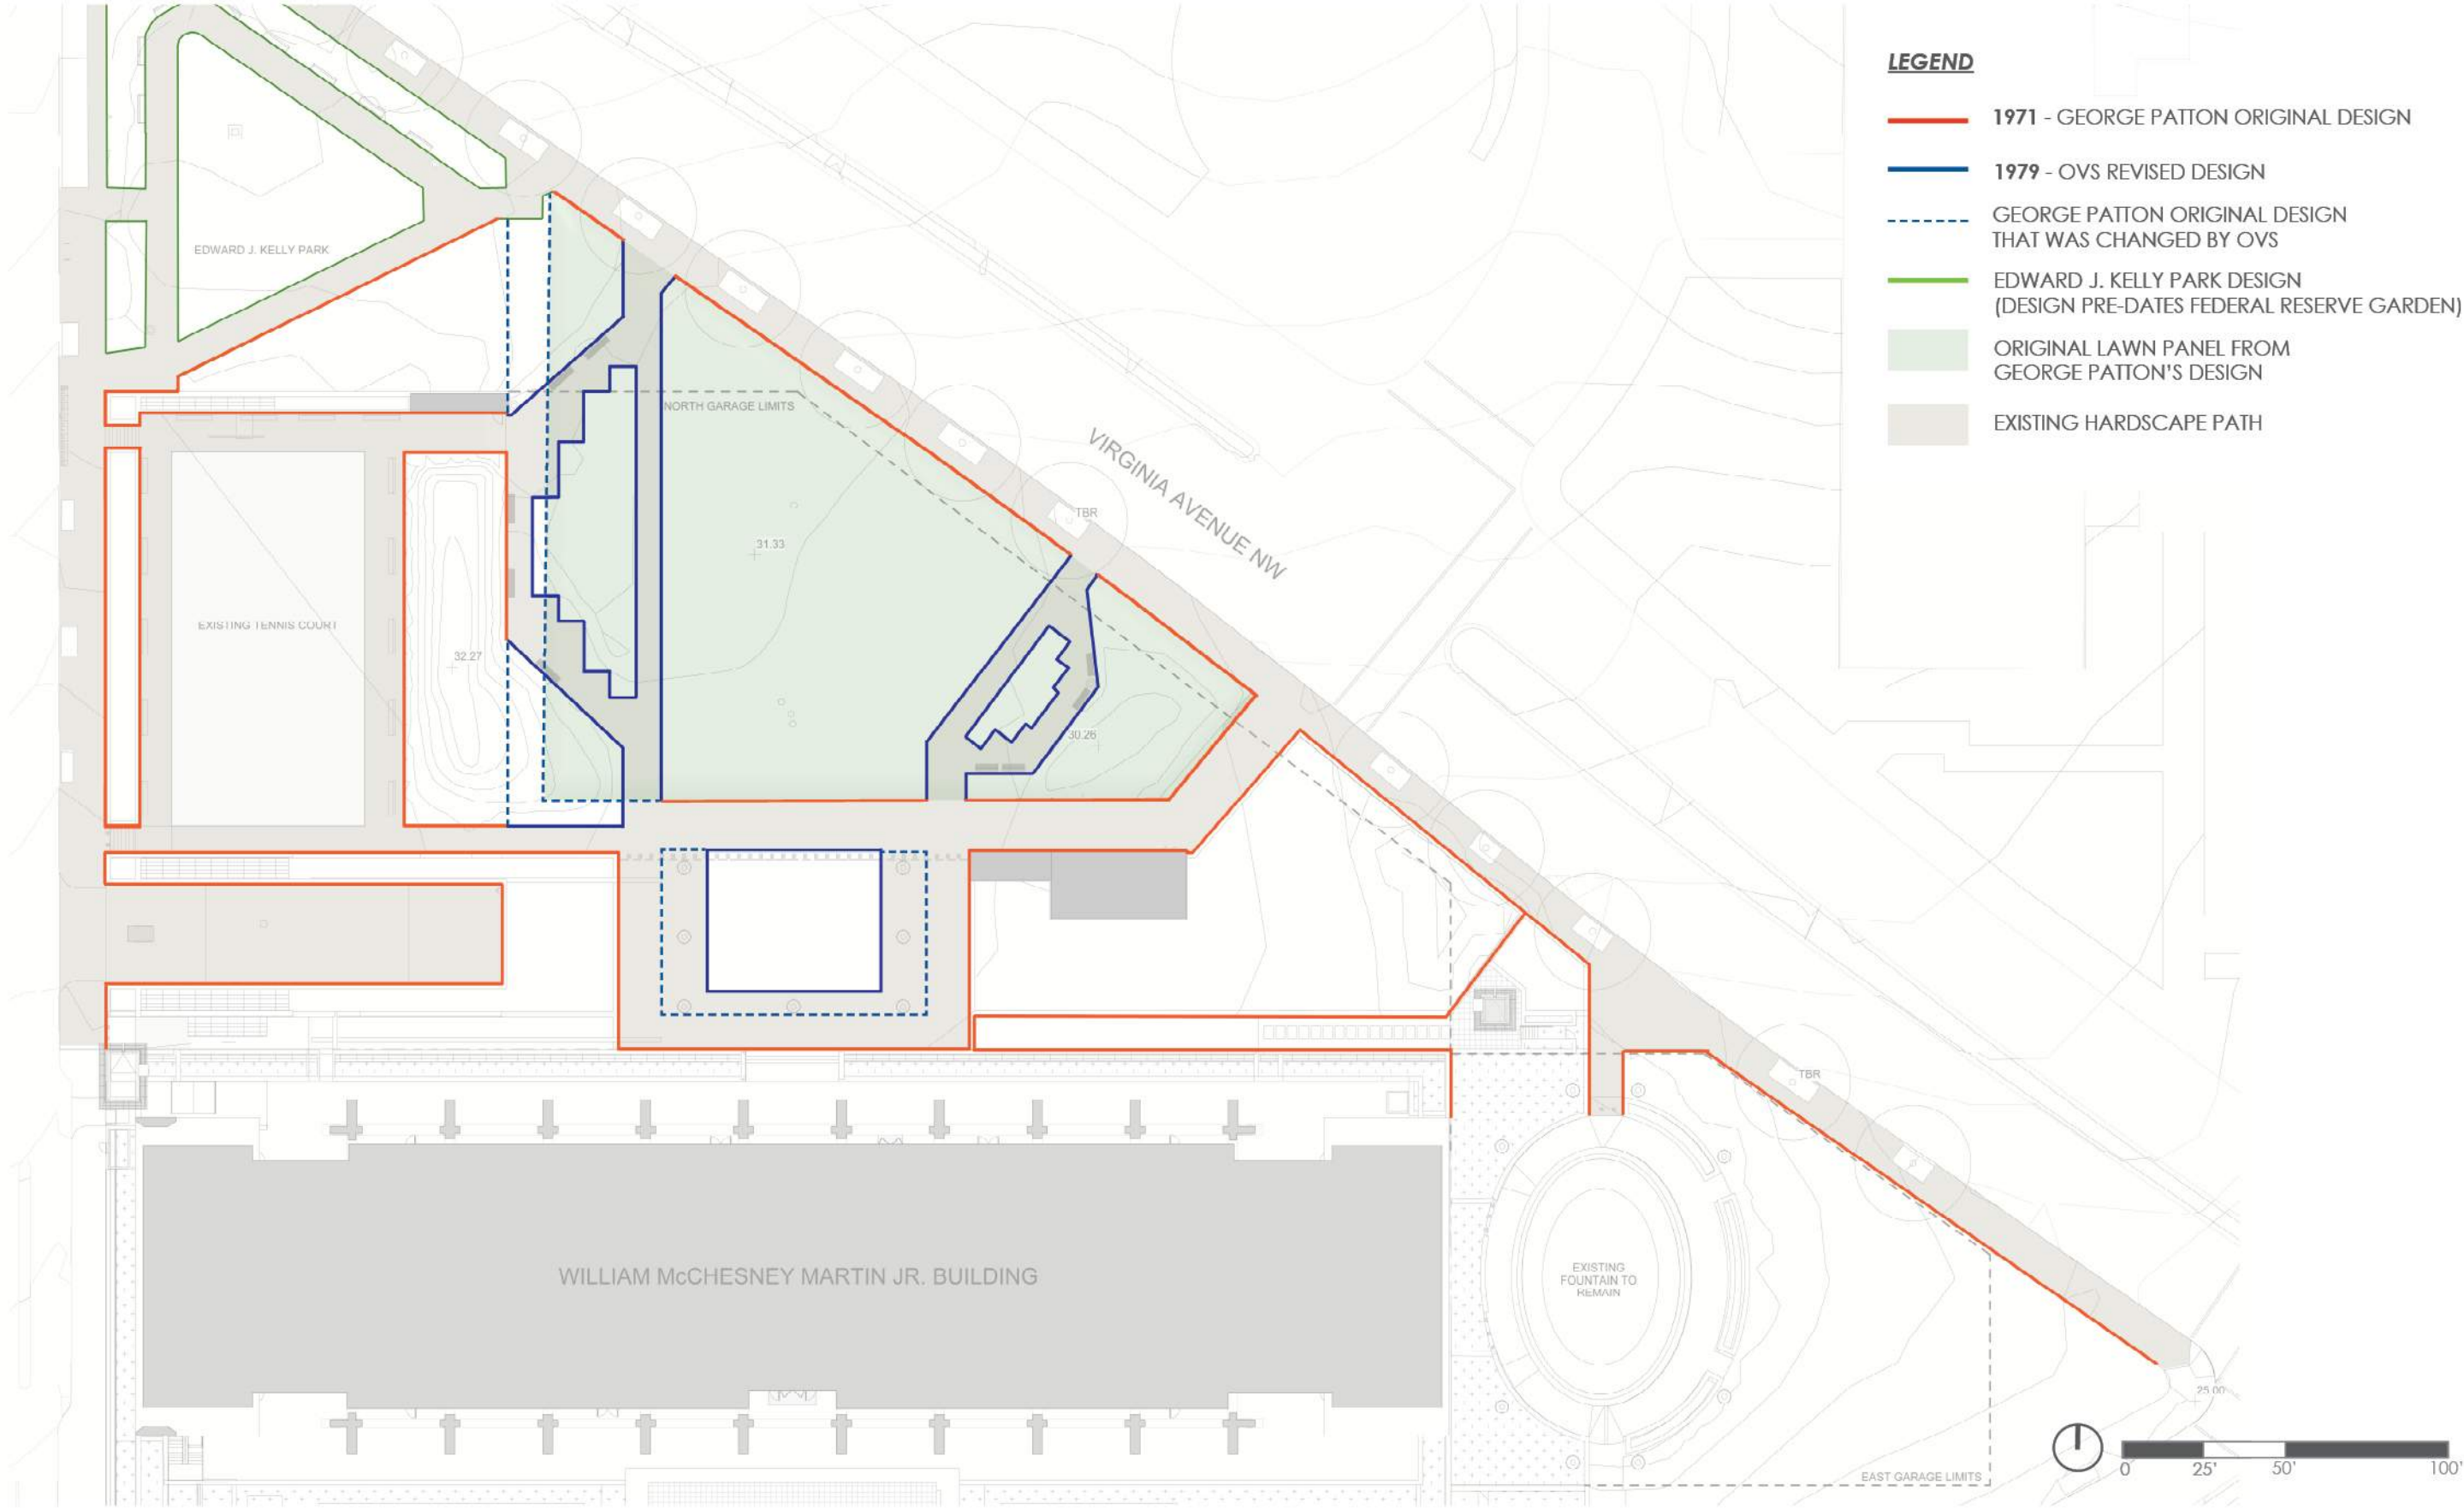 LEGEND
1971 - GEORGE PATTON ORIGINAL DESIGN
1979 - OVS REVISED DESIGN
GEORGE PATTON ORIGINAL DESIGN
THAT WAS CHANGED BY OVS
EDWARD J. KELLY PARK DESIGN
(DESIGN PRE-DATES FEDERAL RESERVE GARDEN)
ORIGINAL LAWN PANEL FROM
GEORGE PATTON'S DESIGN
EXISTING HARDSCAPE PATH
EDWARD J. KELLY PARK
NORTH GARAGE LIMITS
VIRGINIA AVENUE NW
TBR
31.33
EXISTING TENNIS COURT
32.27
30.26
TBR
WILLIAM McCHESNEY MARTIN JR. BUILDING
EXISTING
FOUNTAIN TO
REMAIN
25.00
EAST GARAGE LIMITS
0 25' 50' 100'